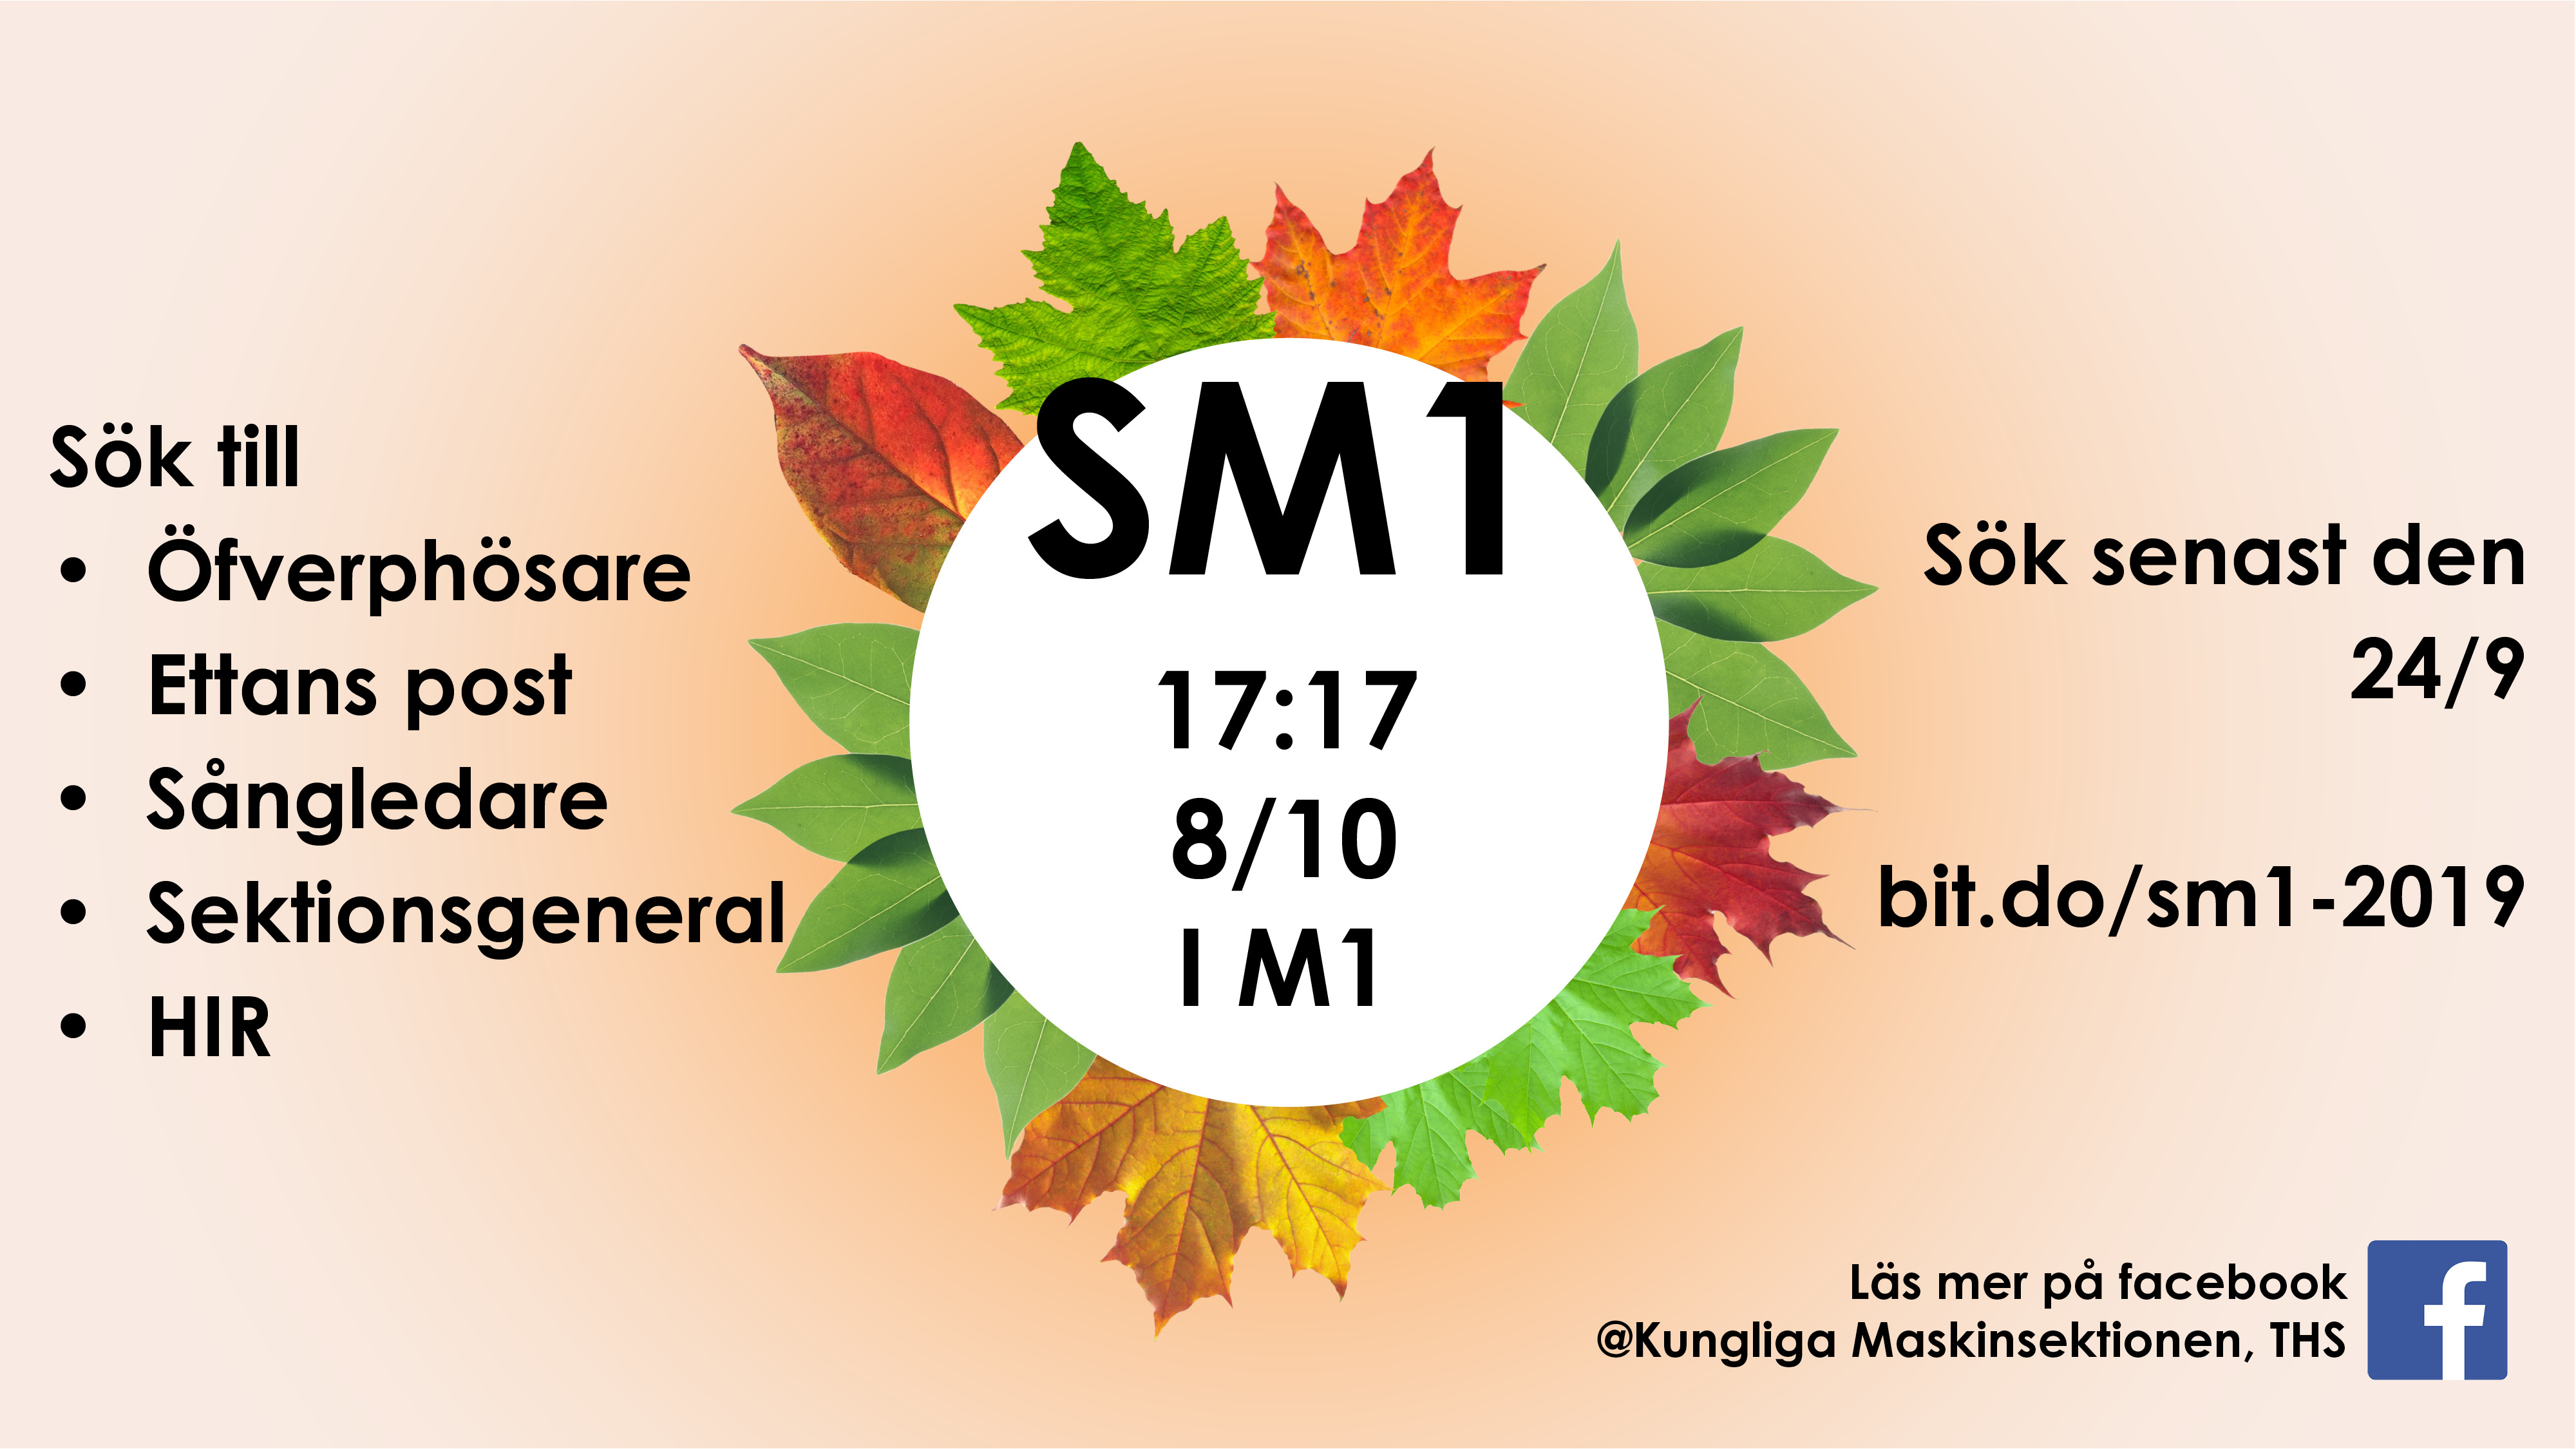 Sök till
• Öfverphösare
• Ettans post
• Sångledare
• Sektionsgeneral
• HIR
SM1
17:17
8/10
I M1
Sök senast den
24/9
bit.do/sm1-2019
Läs mer på facebook
@Kungliga Maskinsektionen, THS
f